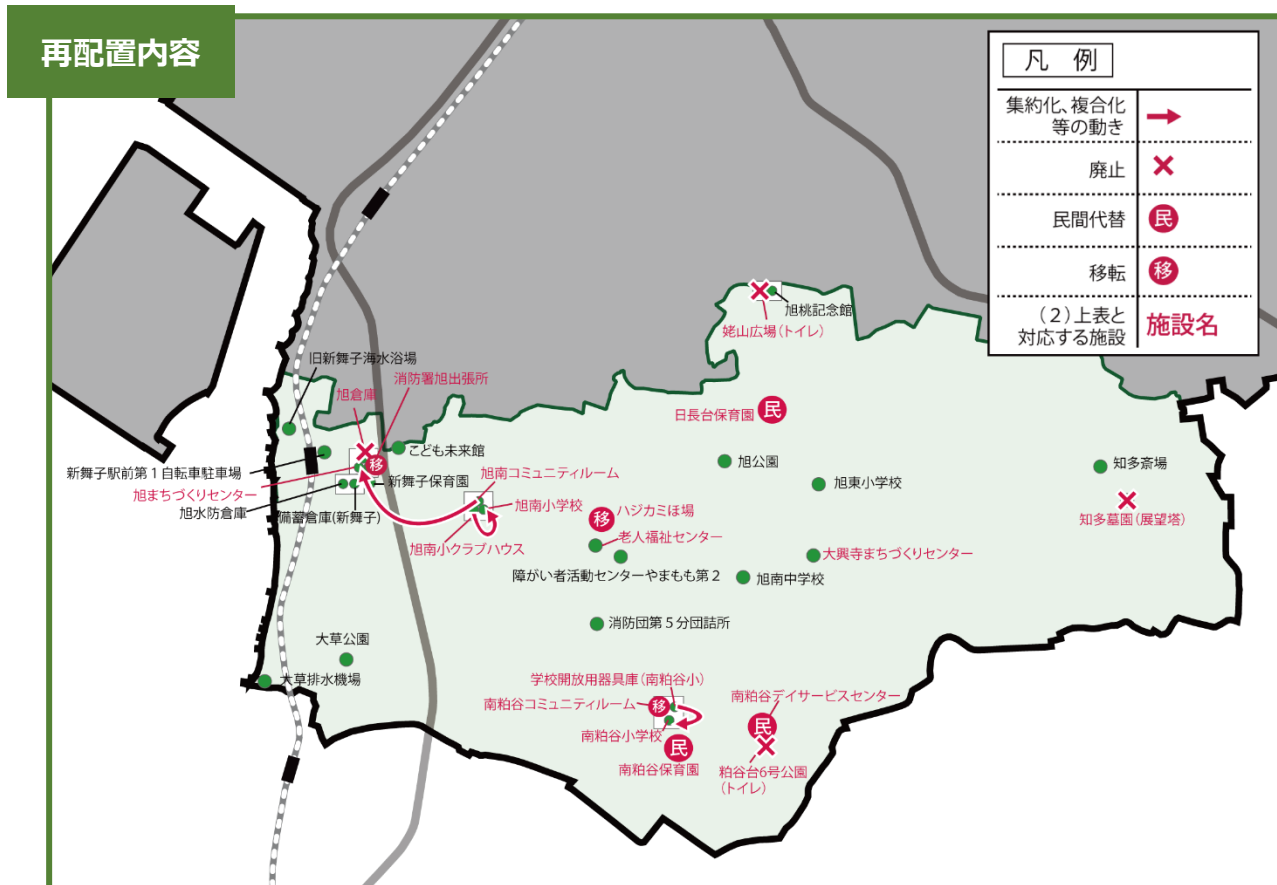 再配置内容
凡 例
集約化、複合化
等の動き
廃止
民間代替
民
移転
移
(2)上表と
対応する施設
施設名
旭桃記念館
姥山広場(トイレ)
旧新舞子海水浴場
消防署旭出張所
旭倉庫
日長台保育園
民
こども未来館
新舞子駅前第1自転車駐車場
移
旭まちづくりセンター
新舞子保育園
旭水防倉庫
備蓄倉庫(新舞子)
旭南コミュニティルーム
旭南小学校
旭南小クラブハウス
旭公園
旭東小学校
知多斎場
知多墓園(展望塔)
移
ハジカミほ場
老人福祉センター
障がい者活動センターやまもも第2
大興寺まちづくりセンター
旭南中学校
消防団第5分団詰所
大草公園
大草排水機場
学校開放用器具庫(南粕谷小)
南粕谷コミュニティルーム
移
南粕谷小学校
民
南粕谷保育園
南粕谷デイサービスセンター
民
粕谷台6号公園
(トイレ)